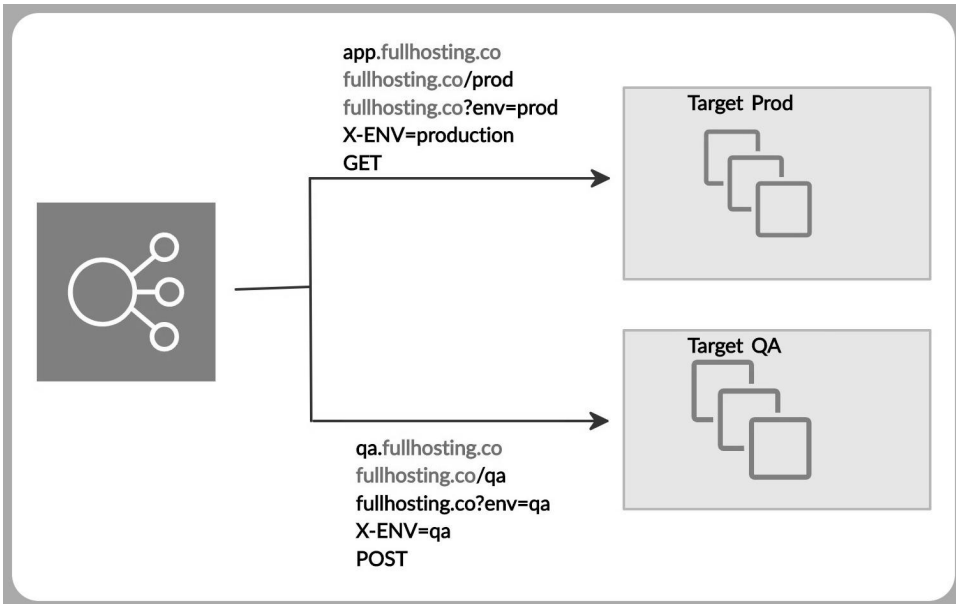 app.fullhosting.co
fullhosting.co/prod
fullhosting.co?env=prod
X-ENV=production
GET
Target Prod
Target QA
qa.fullhosting.co
fullhosting.co/qa
fullhosting.co?env=qa
X-ENV=qa
POST